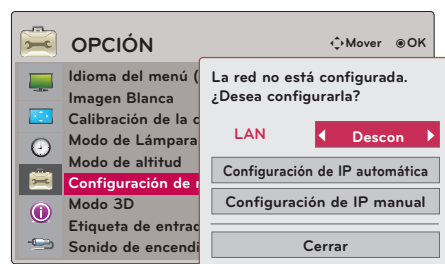 OPCIÓN
Mover
OK
Idioma del menú (
Imagen Blanca
Calibración de la
Modo de Lámpara
Modo de altitud
Configuración de
Modo 3D
Etiqueta de entrad
Sonido de encendi
La red no está configurada.
¿Desea configurarla?
LAN
Descon
Configuración de IP automática
Configuración de IP manual
Cerrar